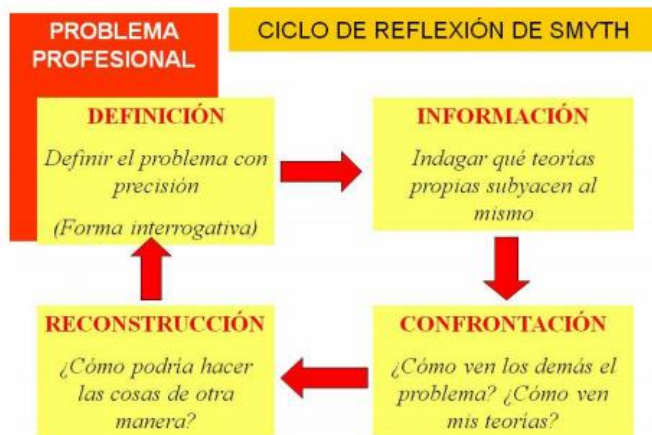 PROBLEMA
PROFESIONAL
CICLO DE REFLEXIÓN DE SMYTH
DEFINICIÓN
Definir el problema con
precisión
(Forma interrogativa)
INFORMACIÓN
Indagar qué teorías
propias subyacen al
mismo
RECONSTRUCCIÓN
¿Cómo podría hacer
las cosas de otra
manera?
CONFRONTACIÓN
¿Cómo ven los demás el
problema? ¿Cómo ven
mis teorías?